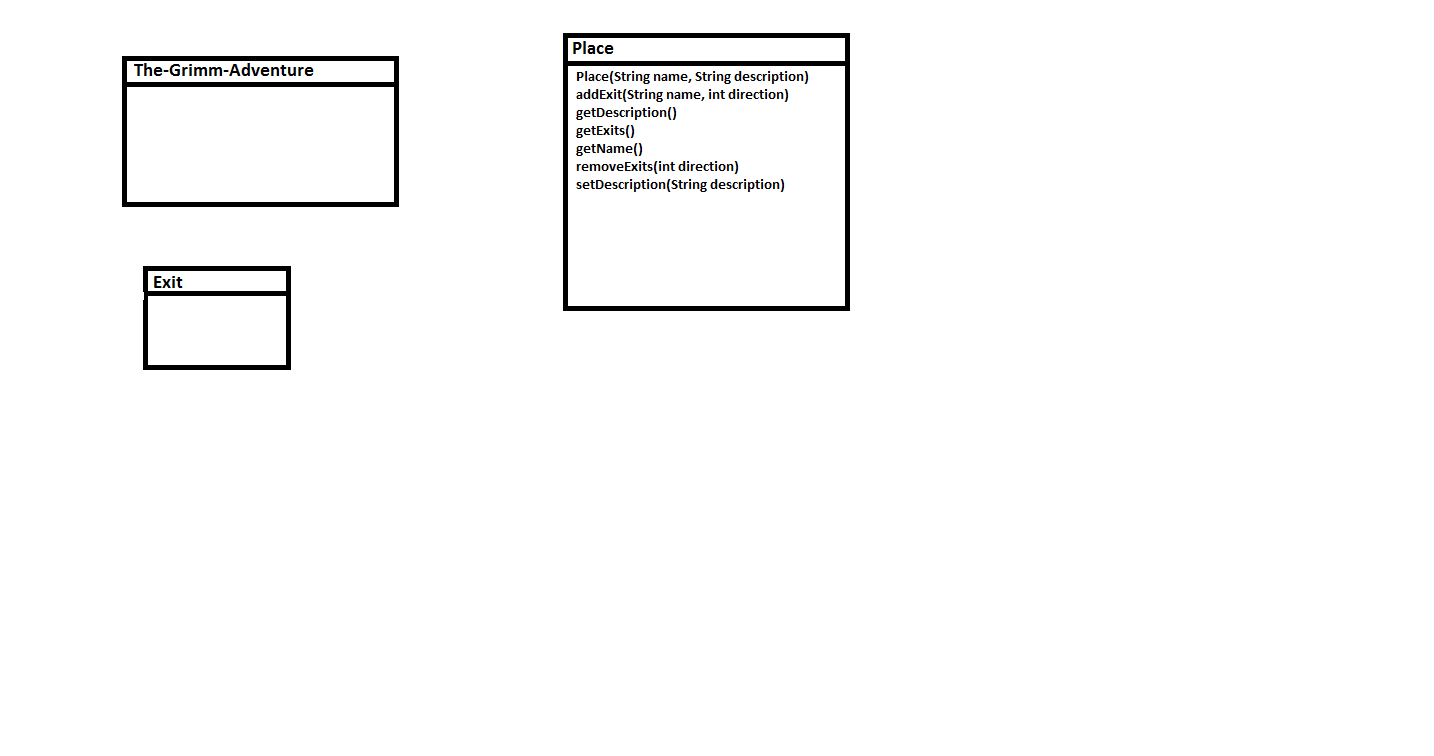 The-Grimm-Adventure
Exit
Place
Place(String name, String description)
addExit(String name, int direction)
getDescription()
getExits()
getName()
removeExits(int direction)
setDescription(String description)